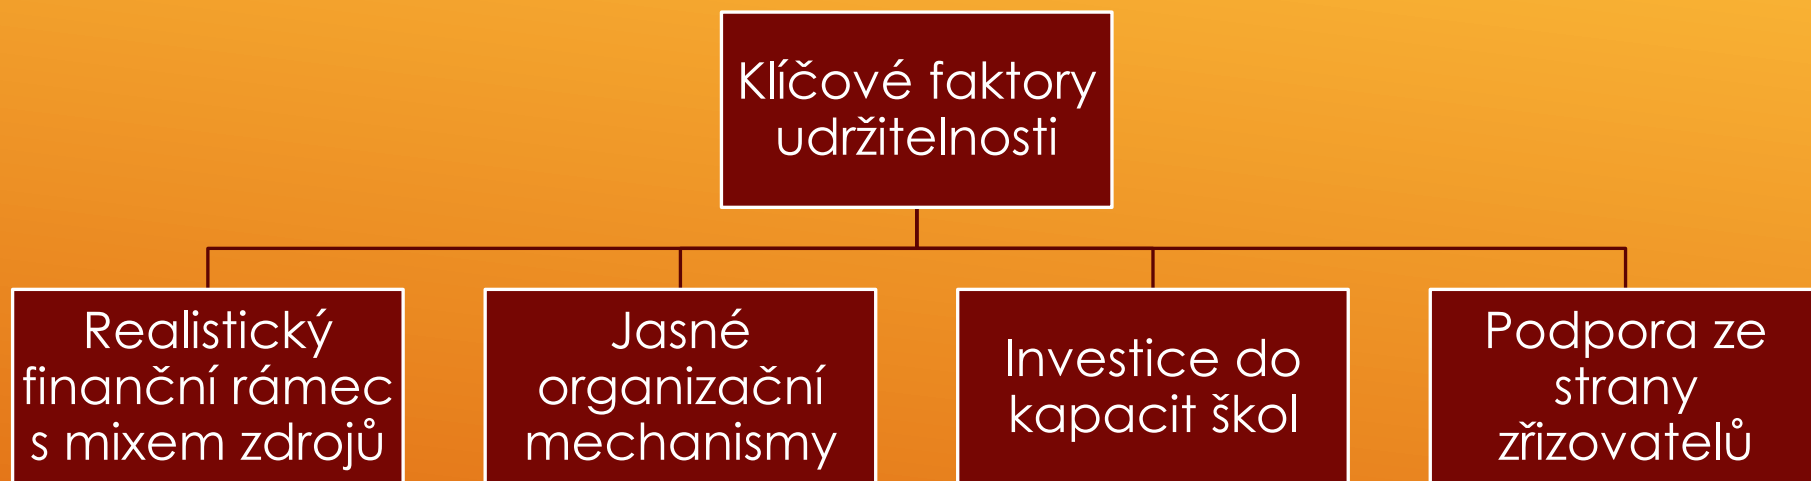 Klíčové faktory
udržitelnosti
Realistický
finanční rámec
s mixem zdrojů
Jasné
organizační
mechanismy
Investice do
kapacit škol
Podpora ze
strany
zřizovatelů